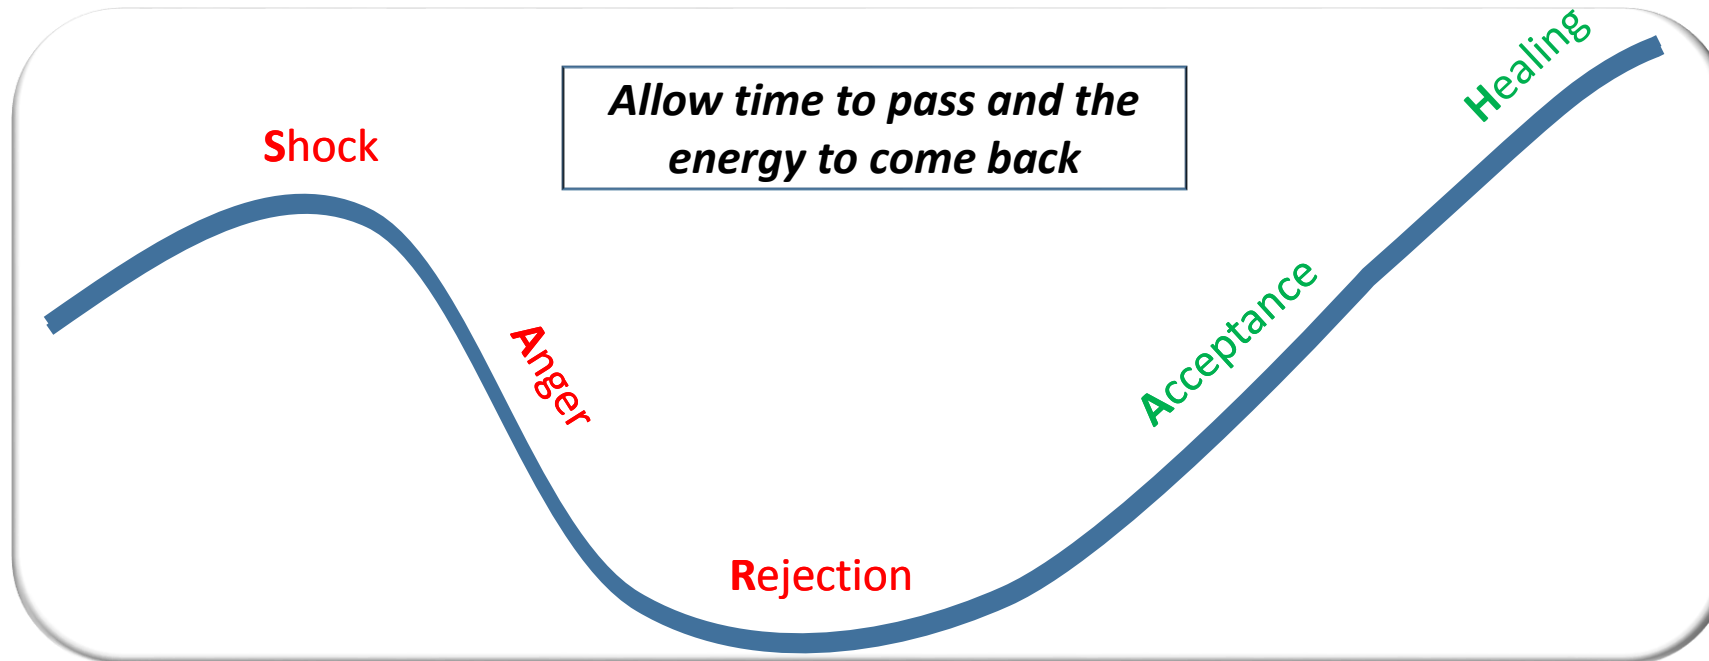 Shock
Anger
Rejection
Acceptance
Healing
Allow time to pass and the
energy to come back